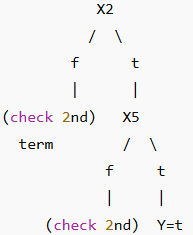 X2
/ \
f t
| |
(check 2nd) X5
term / \
f t
| |
(check 2nd) Y=t